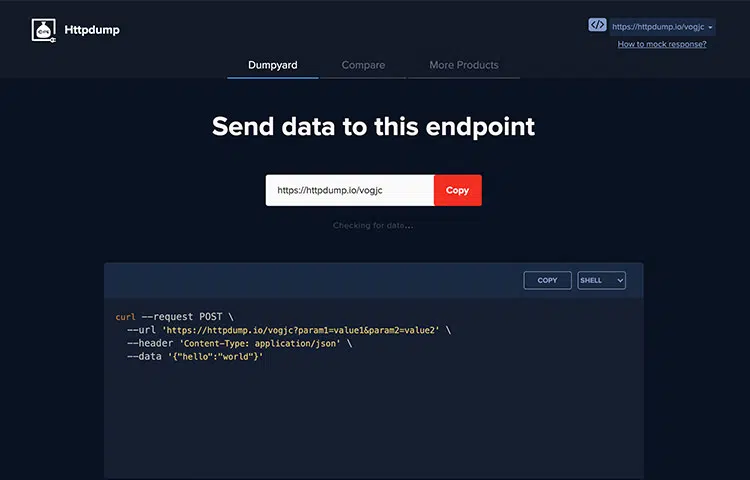 Httpdump
</> https://httpdump.io/vogjc
How to mock response?
Dumpyard Compare More Products
Send data to this endpoint
https://httpdump.io/vogjc Copy
Checking for data...
COPY SHELL
curl --request POST \
--url 'https://httpdump.io/vogjc?param1=value1&param2=value2' \
--header 'Content-Type: application/json' \
--data '{"hello":"world"}'